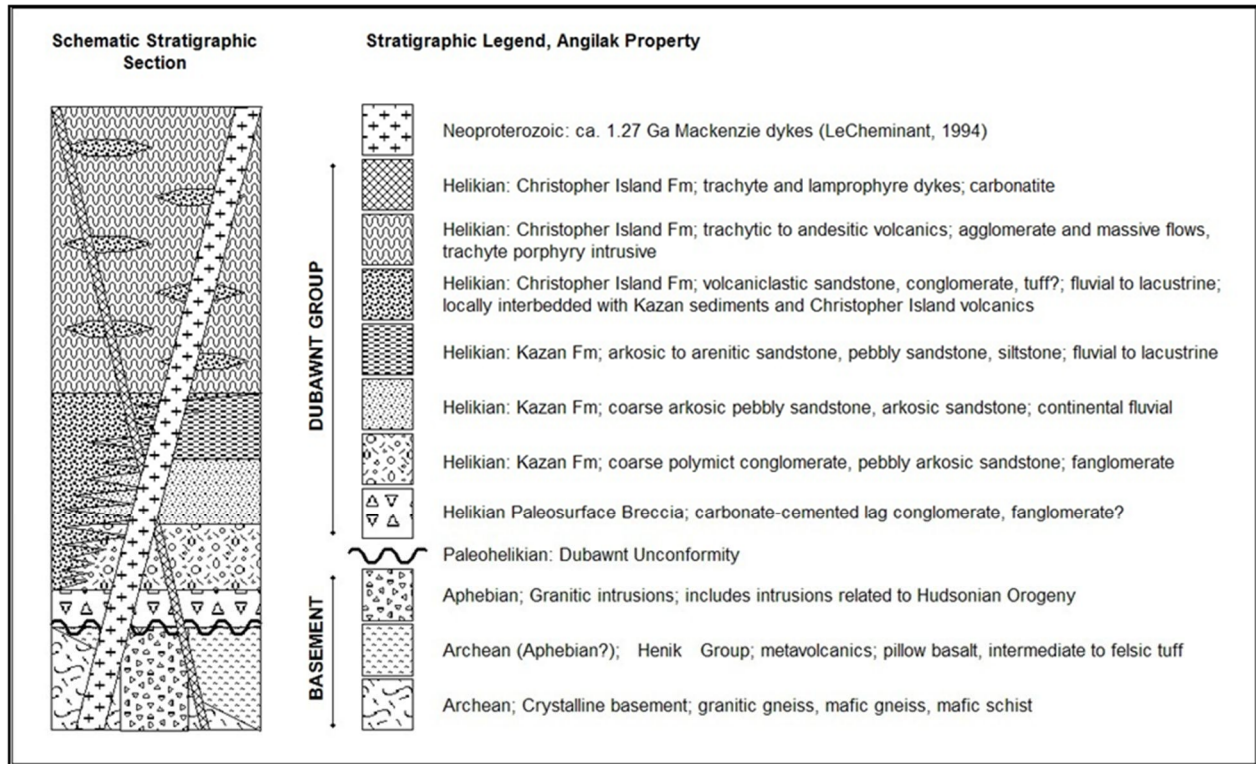 Schematic Stratigraphic
Section
Stratigraphic Legend, Angilak Property
Neoproterozoic: ca. 1.27 Ga Mackenzie dykes (LeCheminant, 1994)
DUBAWNT GROUP
Helikian: Christopher Island Fm; trachyte and lamprophyre dykes; carbonatite
Helikian: Christopher Island Fm; trachytic to andesitic volcanics; agglomerate and massive flows,
trachyte porphyry intrusive
Helikian: Christopher Island Fm; volcaniclastic sandstone, conglomerate, tuff?; fluvial to lacustrine;
locally interbedded with Kazan sediments and Christopher Island volcanics
Helikian: Kazan Fm; arkosic to arenitic sandstone, pebbly sandstone, siltstone; fluvial to lacustrine
Helikian: Kazan Fm; coarse arkosic pebbly sandstone, arkosic sandstone; continental fluvial
Helikian: Kazan Fm; coarse polymict conglomerate, pebbly arkosic sandstone; fanglomerate
Helikian Paleosurface Breccia; carbonate-cemented lag conglomerate, fanglomerate?
Paleohelikian: Dubawnt Unconformity
BASEMENT
Aphebian; Granitic intrusions; includes intrusions related to Hudsonian Orogeny
Archean (Aphebian?); Henik Group; metavolcanics; pillow basalt, intermediate to felsic tuff
Archean; Crystalline basement; granitic gneiss, mafic gneiss, mafic schist